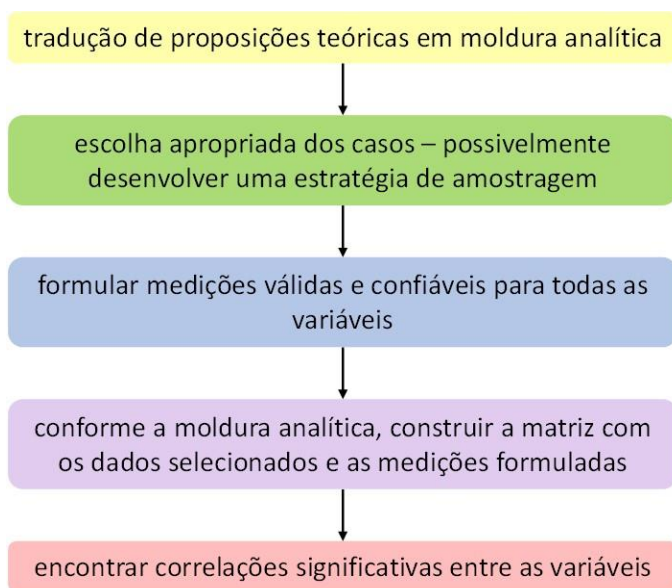 tradução de proposições teóricas em moldura analítica
escolha apropriada dos casos – possivelmente
desenvolver uma estratégia de amostragem
formular medições válidas e confiáveis para todas as
variáveis
conforme a moldura analítica, construir a matriz com
os dados selecionados e as medições formuladas
encontrar correlações significativas entre as variáveis